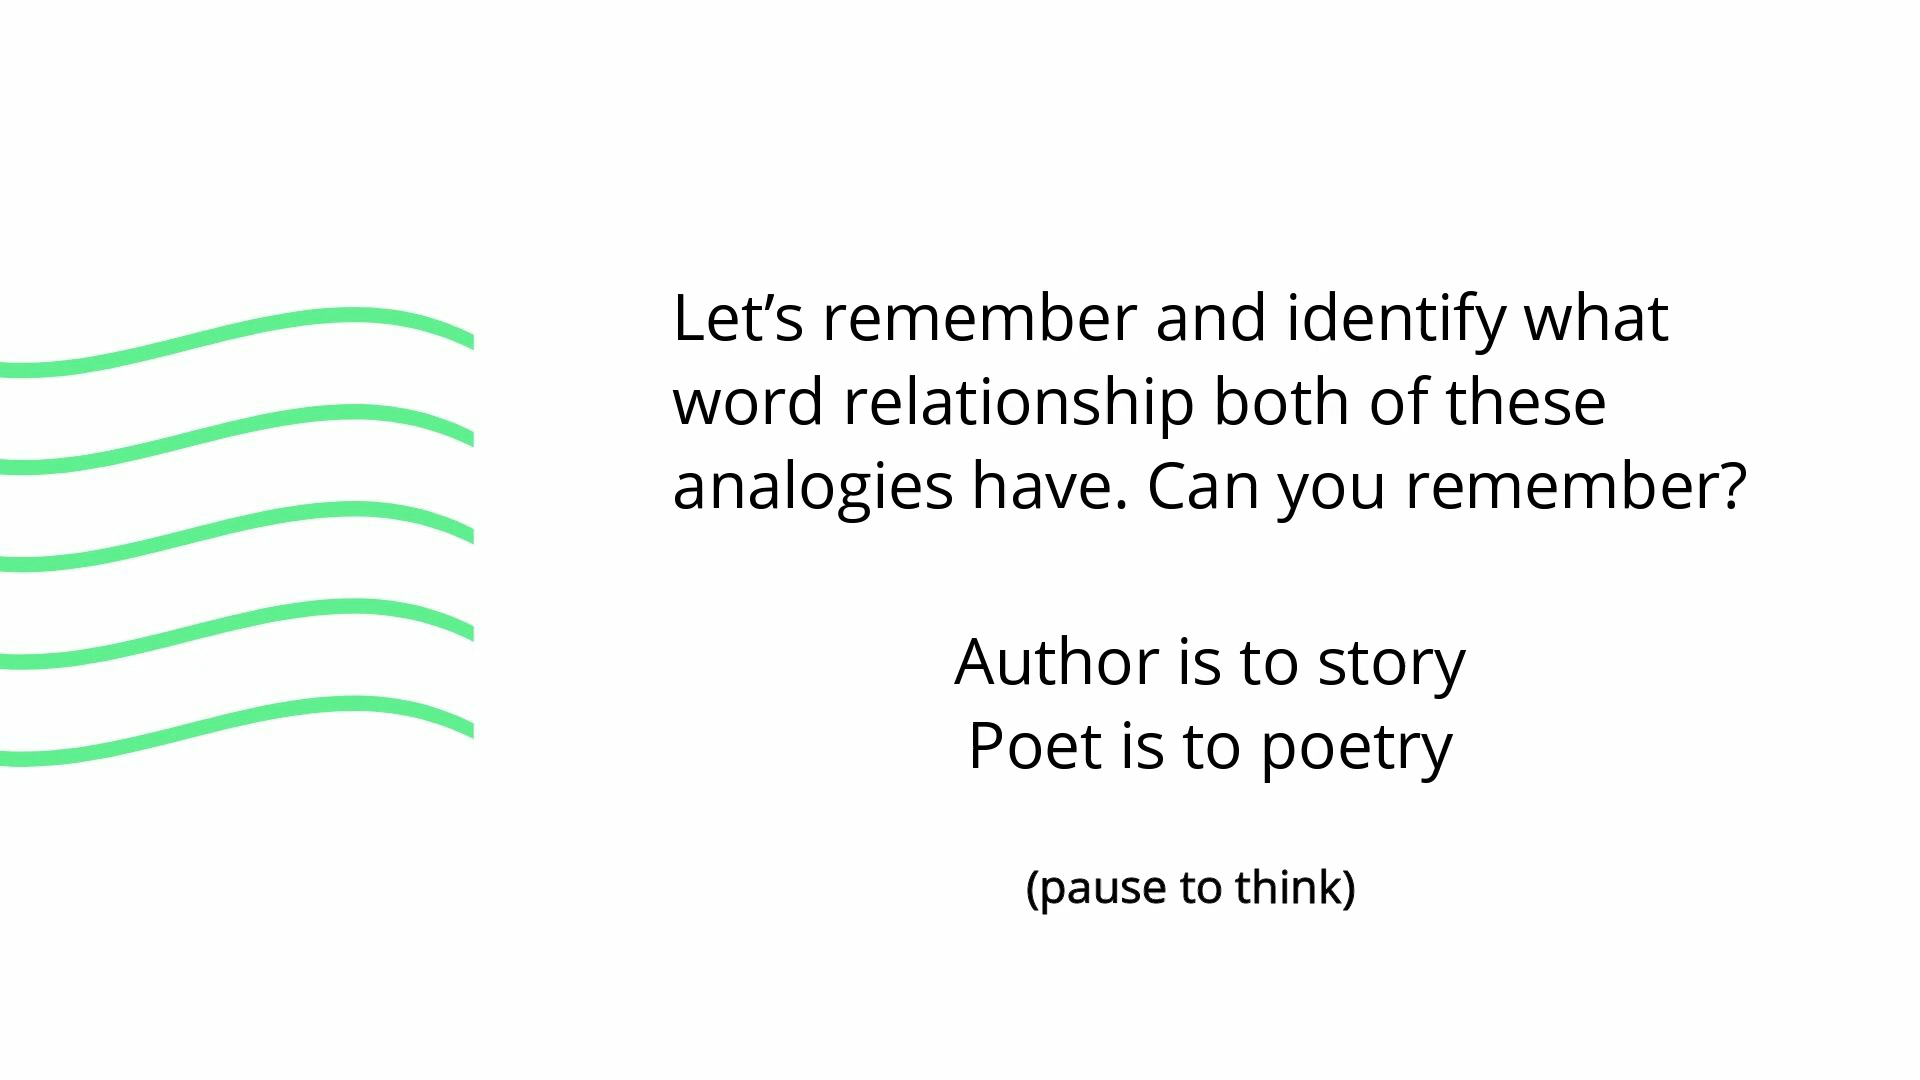 Let’s remember and identify what
word relationship both of these
analogies have. Can you remember?
Author is to story
Poet is to poetry
(pause to think)